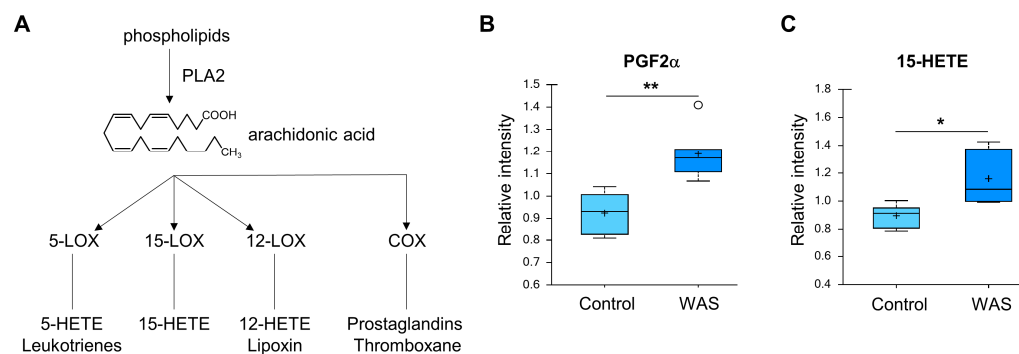 A
phospholipids
PLA2
COOH
arachidonic acid
CH3
5-LOX
15-LOX
12-LOX
COX
5-HETE
Leukotrienes
15-HETE
12-HETE
Lipoxin
Prostaglandins
Thromboxane
B
PGF2α
Relative intensity
1.5
1.4
1.3
1.2
1.1
1.0
0.9
0.8
0.7
0.6
**
Control
WAS
C
15-HETE
Relative intensity
1.8
1.6
1.4
1.2
1.0
0.8
0.6
0.4
*
Control
WAS